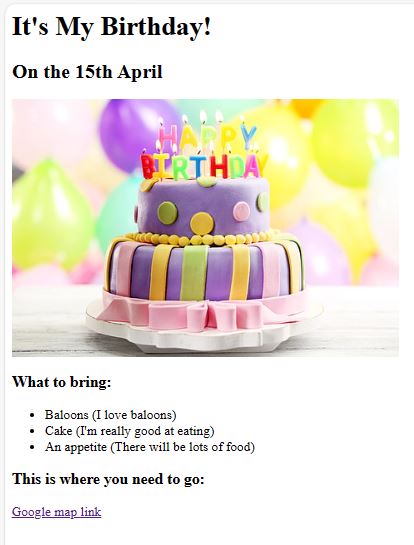 It's My Birthday!
On the 15th April
HAPPY
BIRTHDAY
What to bring:
Baloons (I love baloons)
Cake (I'm really good at eating)
An appetite (There will be lots of food)
This is where you need to go:
Google map link